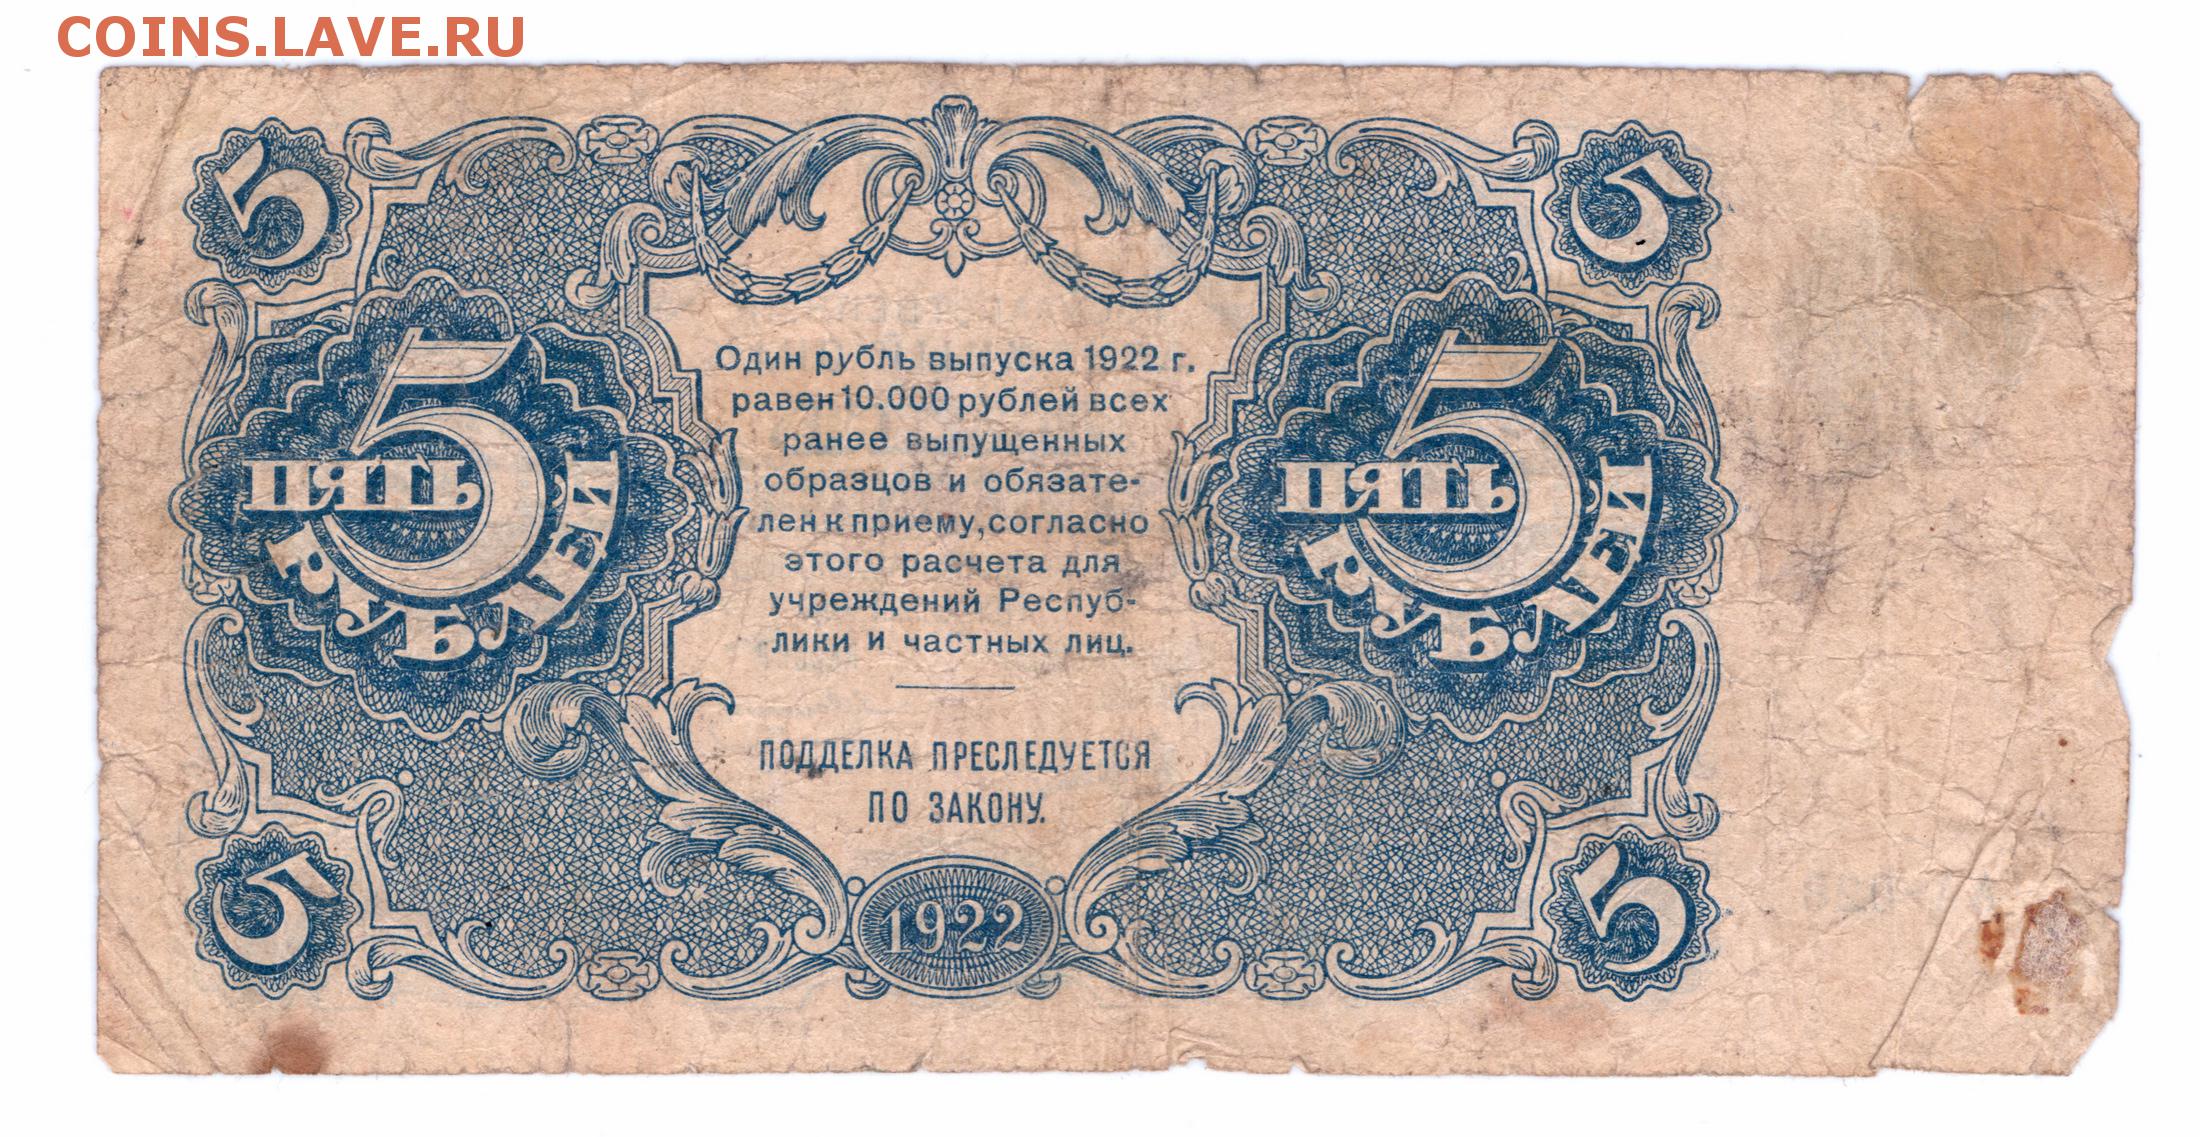 COINS.LAVE.RU
5
5
5
ПЯТЬ
РУБЛЕЙ
Один рубль выпуска 1922 г.
равен 10.000 рублей всех
ранее выпущенных
образцов и обязате-
лен к приему, согласно
этого расчета для
учреждений Респуб-
лики и частных лиц.
ПОДДЕЛКА ПРЕСЛЕДУЕТСЯ
ПО ЗАКОНУ.
5
ПЯТЬ
РУБЛЕЙ
5
1922
5